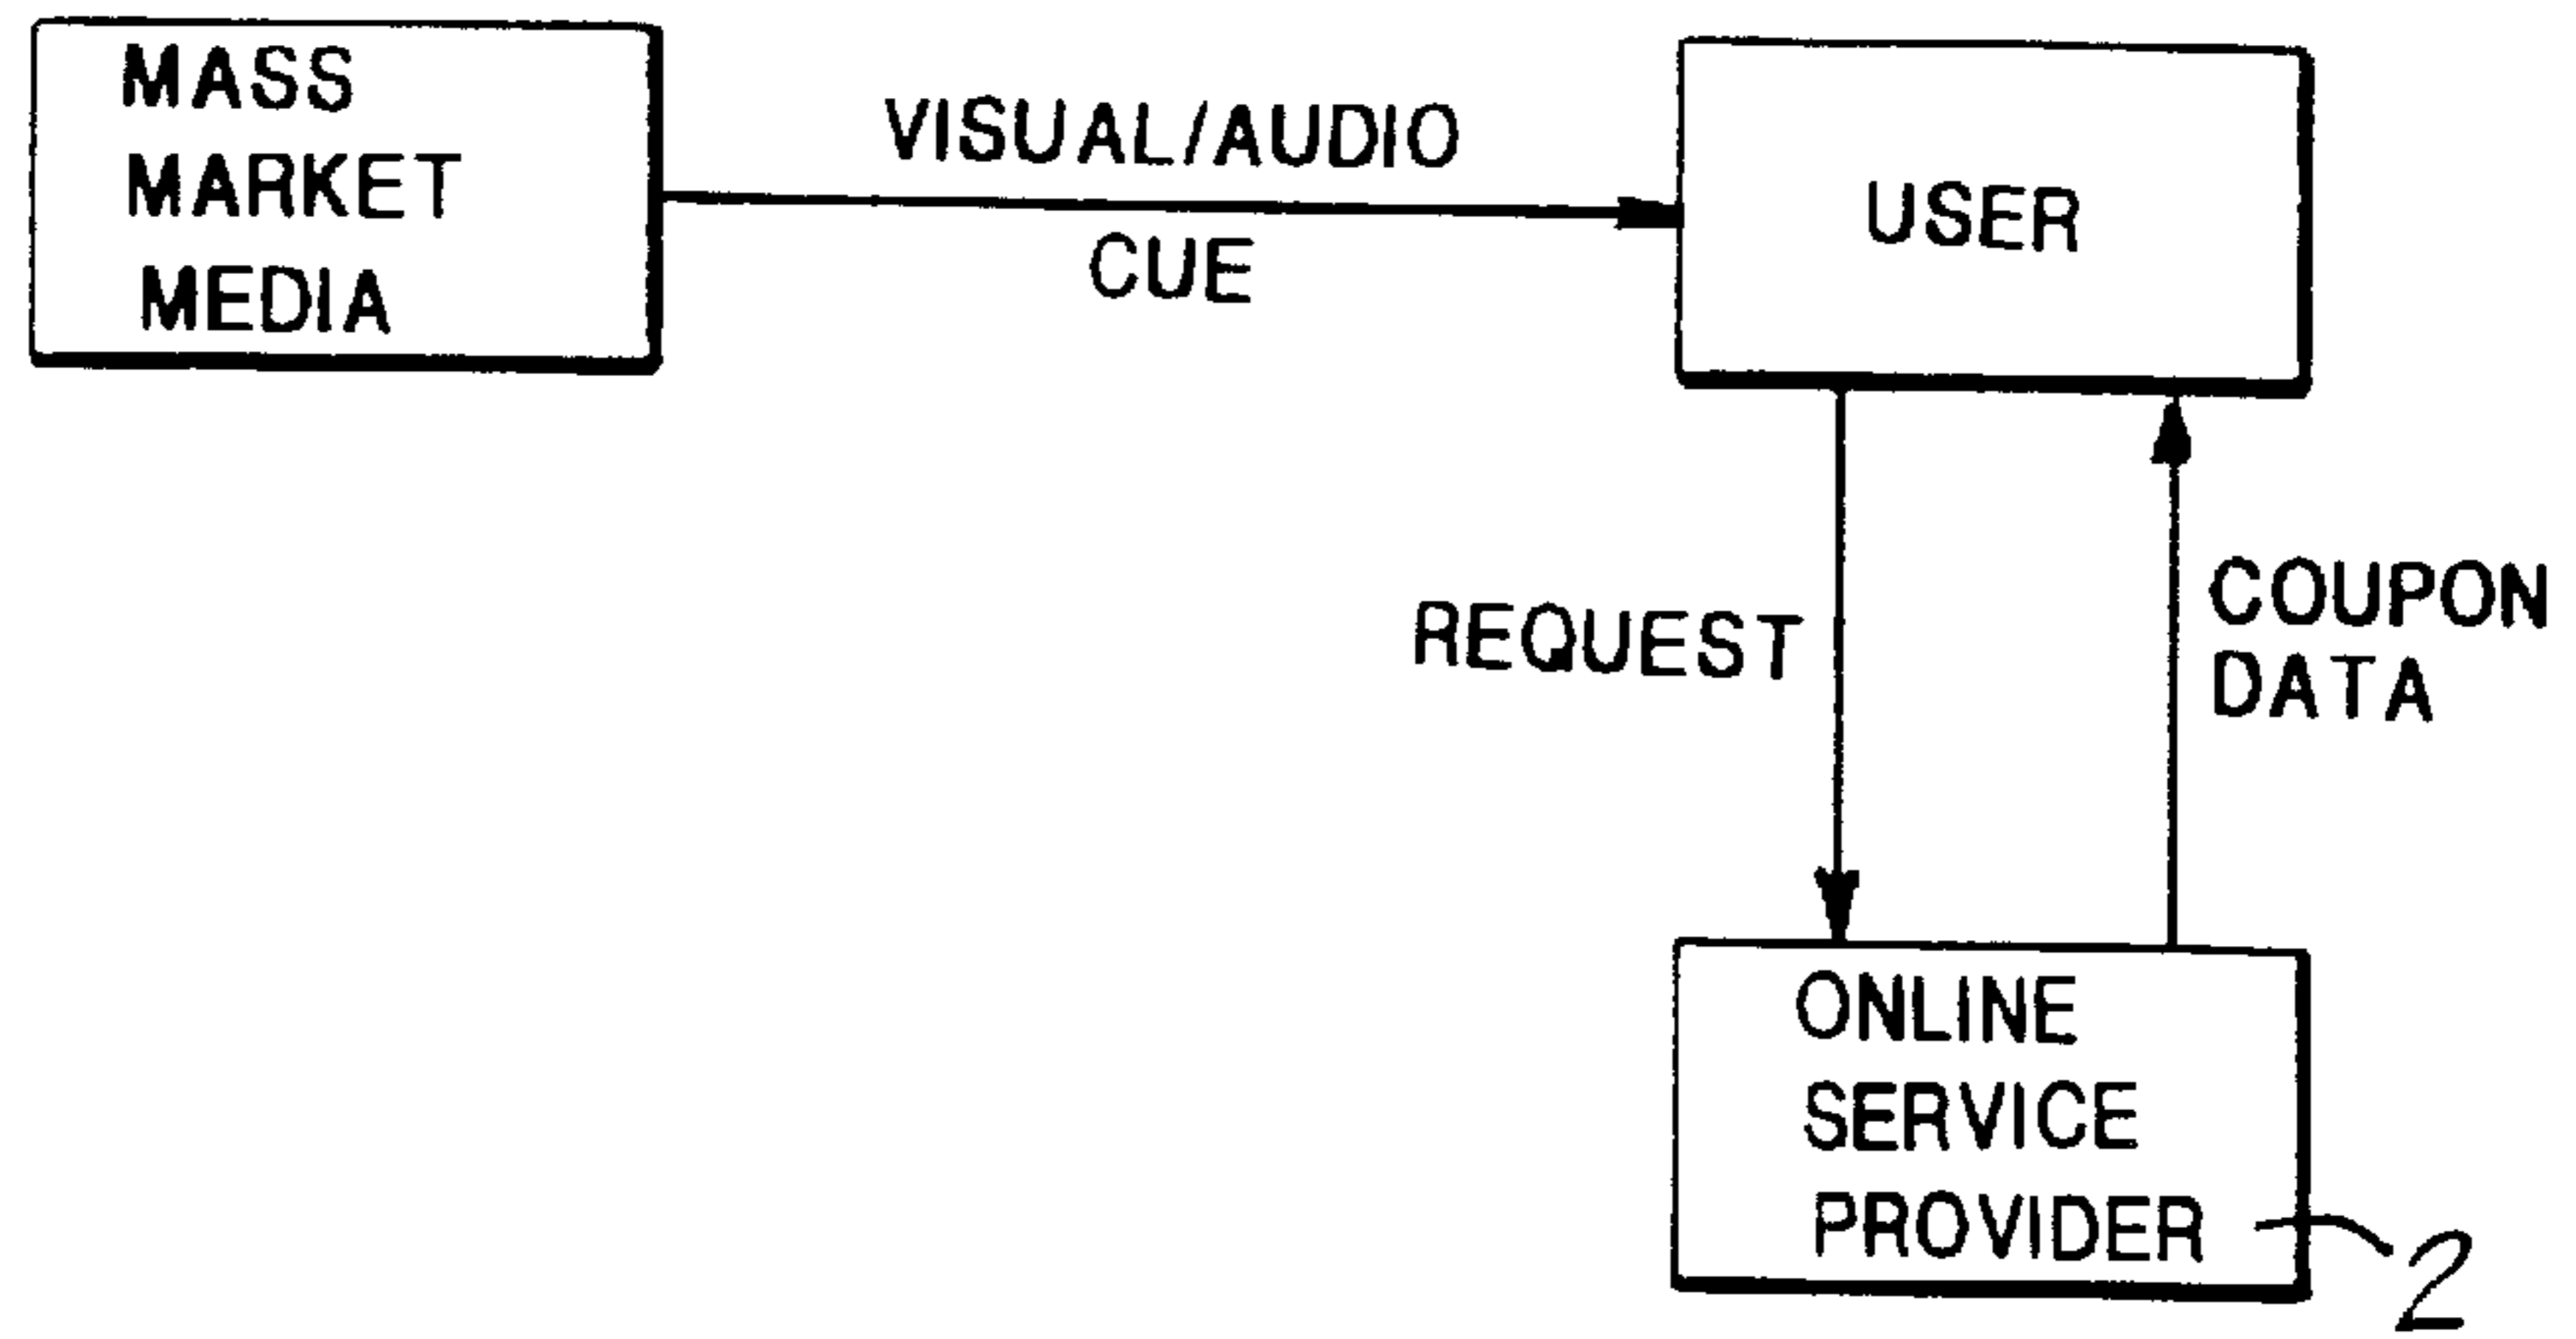 MASS
MARKET
MEDIA
VISUAL/AUDIO
CUE
USER
REQUEST
COUPON
DATA
ONLINE
SERVICE
PROVIDER
2